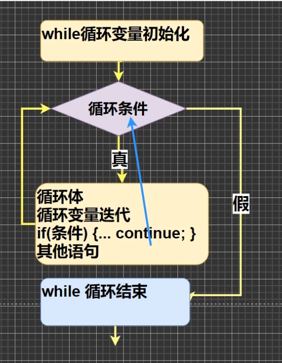 while循环变量初始化
循环条件
真
循环体
循环变量迭代
if(条件) {... continue; }
其他语句
假
while 循环结束